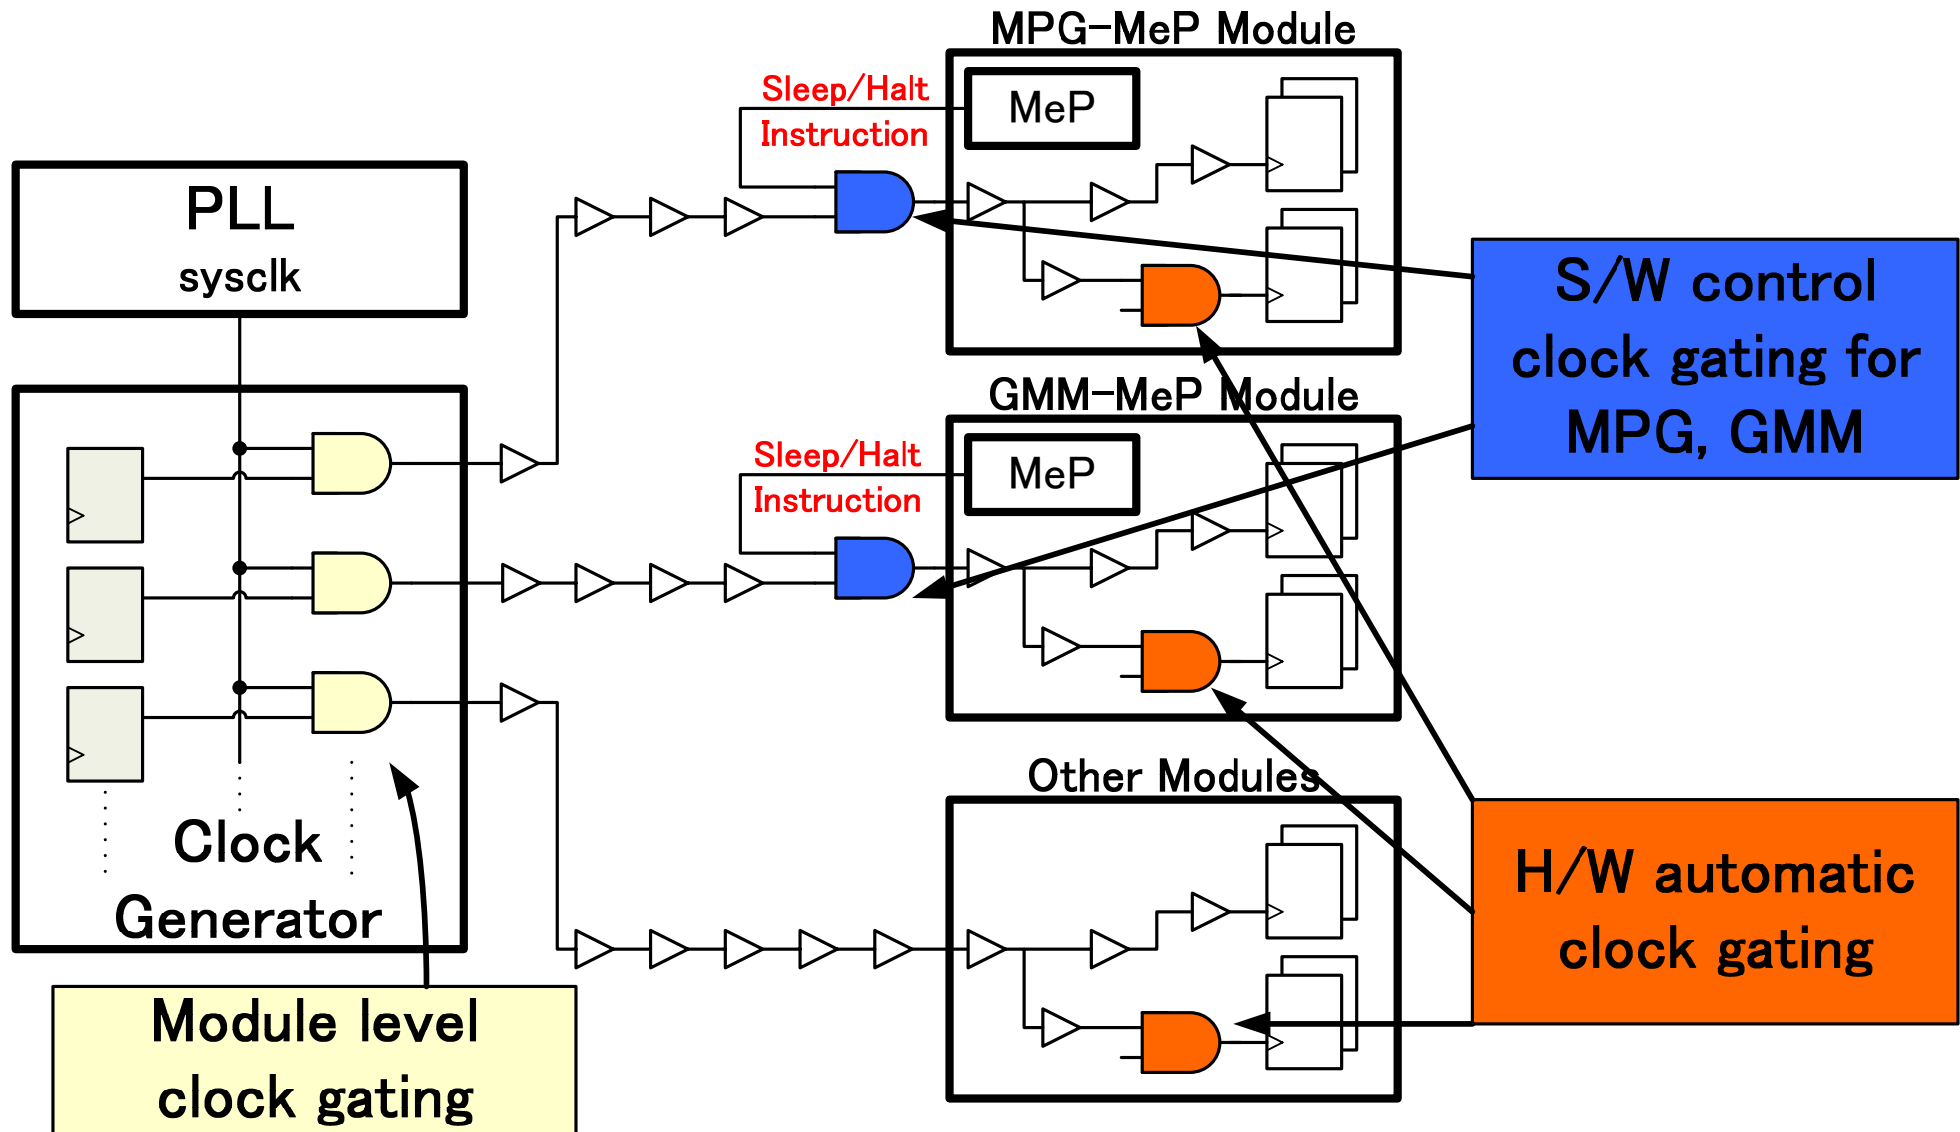 MPG-MeP Module
Sleep/Halt
Instruction
MeP
PLL
sysclk
S/W control
clock gating for
MPG, GMM
GMM-MeP Module
Sleep/Halt
Instruction
MeP
Other Modules
Clock
Generator
H/W automatic
clock gating
Module level
clock gating